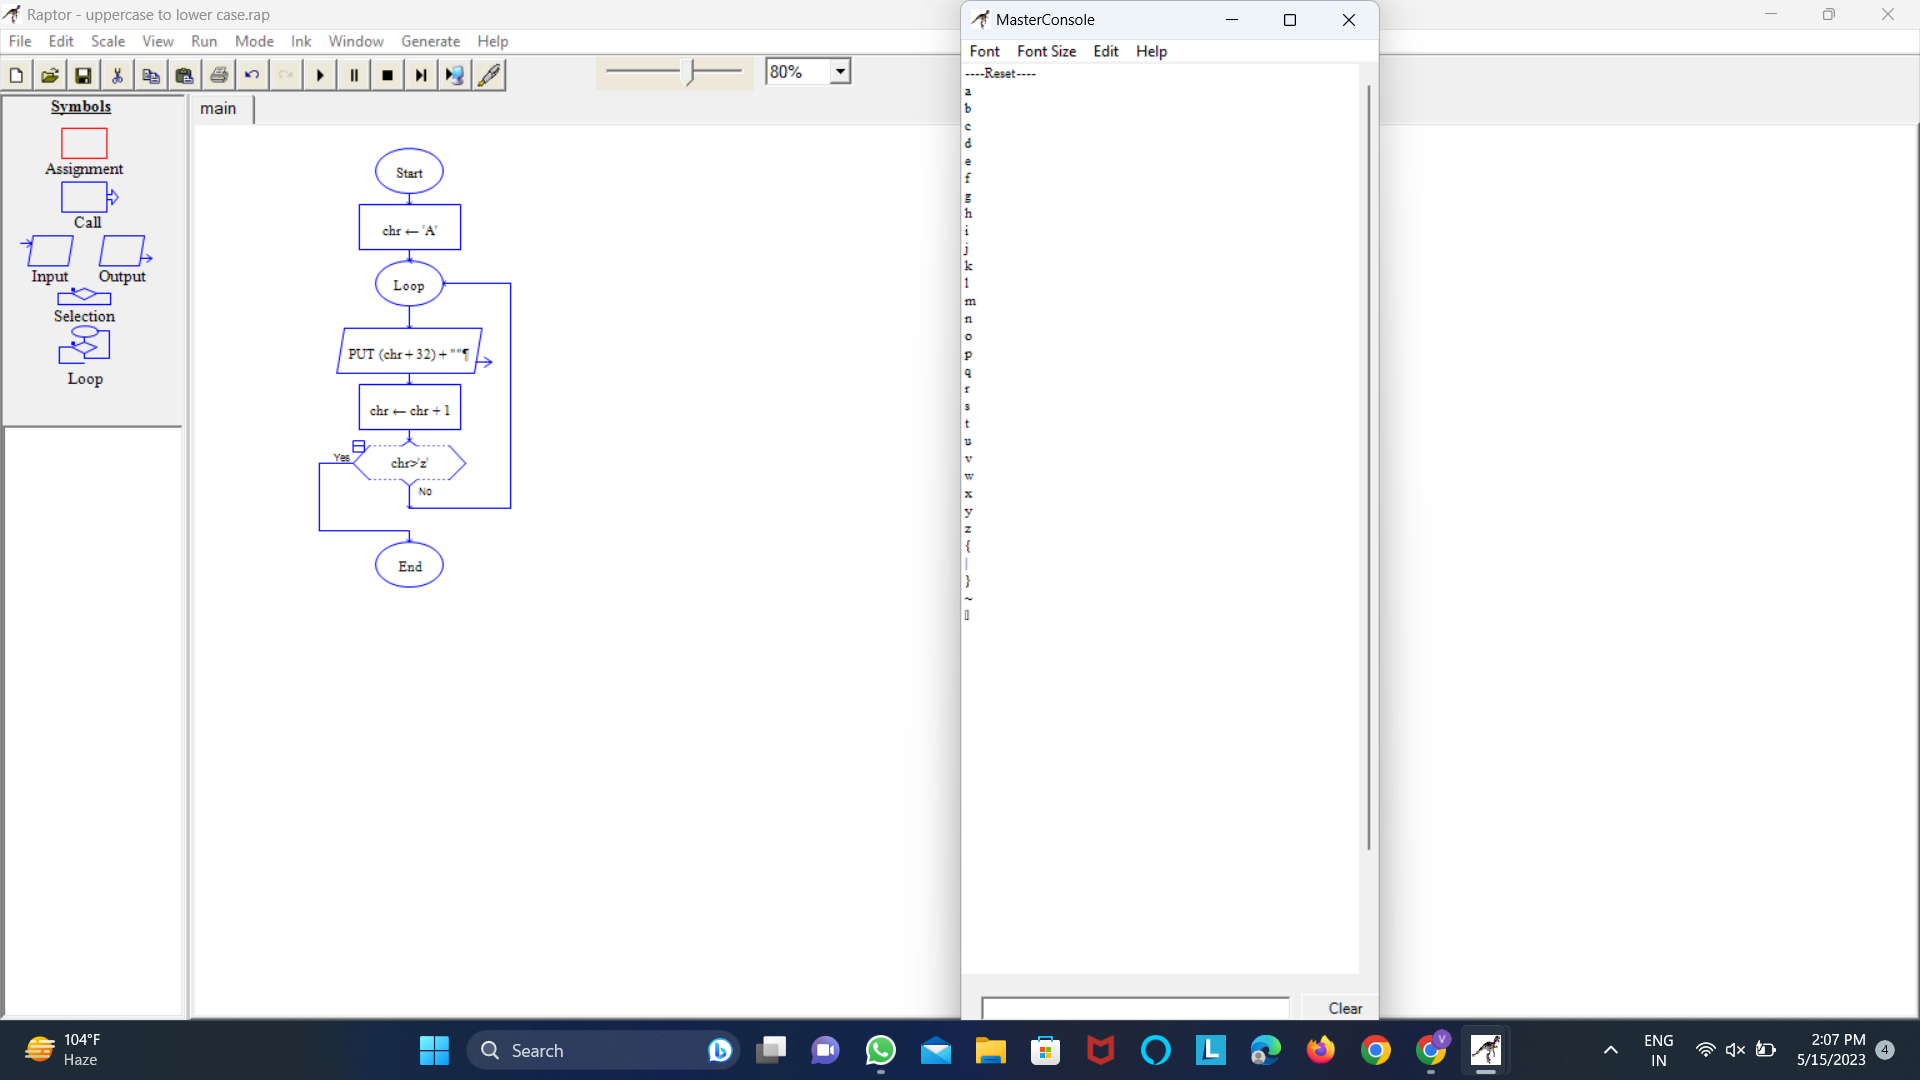 Raptor - uppercase to lower case.rap
File Edit Scale View Run Mode Ink Window Generate Help
80%
Symbols
Assignment
Call
Input Output
Selection
Loop
main
Start
chr ← 'A'
Loop
PUT (chr + 32) + ""¶
chr ← chr + 1
Yes
chr>'z'
No
End
MasterConsole
Font Font Size Edit Help
----Reset----
a
b
c
d
e
f
g
h
i
j
k
l
m
n
o
p
q
r
s
t
u
v
w
x
y
z
{
|
}
~
Clear
104°F
Haze
Search
L
V
ENG
IN
2:07 PM
5/15/2023
4